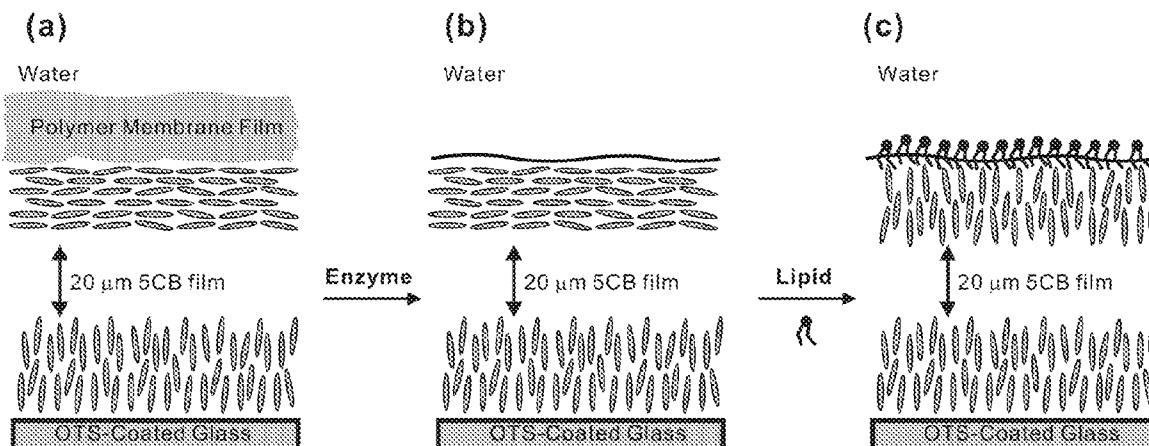 (a)
Water
Polymer Membrane Film
20 µm 5CB film
OTS-Coated Glass
Enzyme
(b)
Water
20 µm 5CB film
OTS-Coated Glass
Lipid
(c)
Water
20 µm 5CB film
OTS-Coated Glass